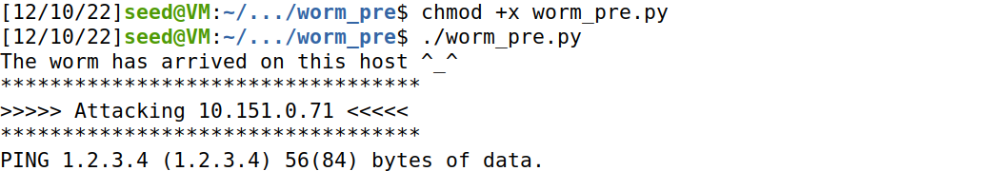 [12/10/22]seed@VM:~/.../worm_pre$ chmod +x worm_pre.py
[12/10/22]seed@VM:~/.../worm_pre$ ./worm_pre.py
The worm has arrived on this host ^_^
**********************************
>>>>> Attacking 10.151.0.71 <<<<<
**********************************
PING 1.2.3.4 (1.2.3.4) 56(84) bytes of data.